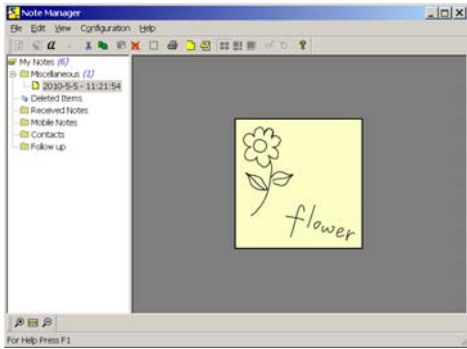 Note Manager
File Edit View Configuration Help
My Notes (6)
Miscellaneous (1)
2010-5-5 - 11:21:54
Deleted Items
Received Notes
Mobile Notes
Contacts
Follow up
flower
For Help Press F1